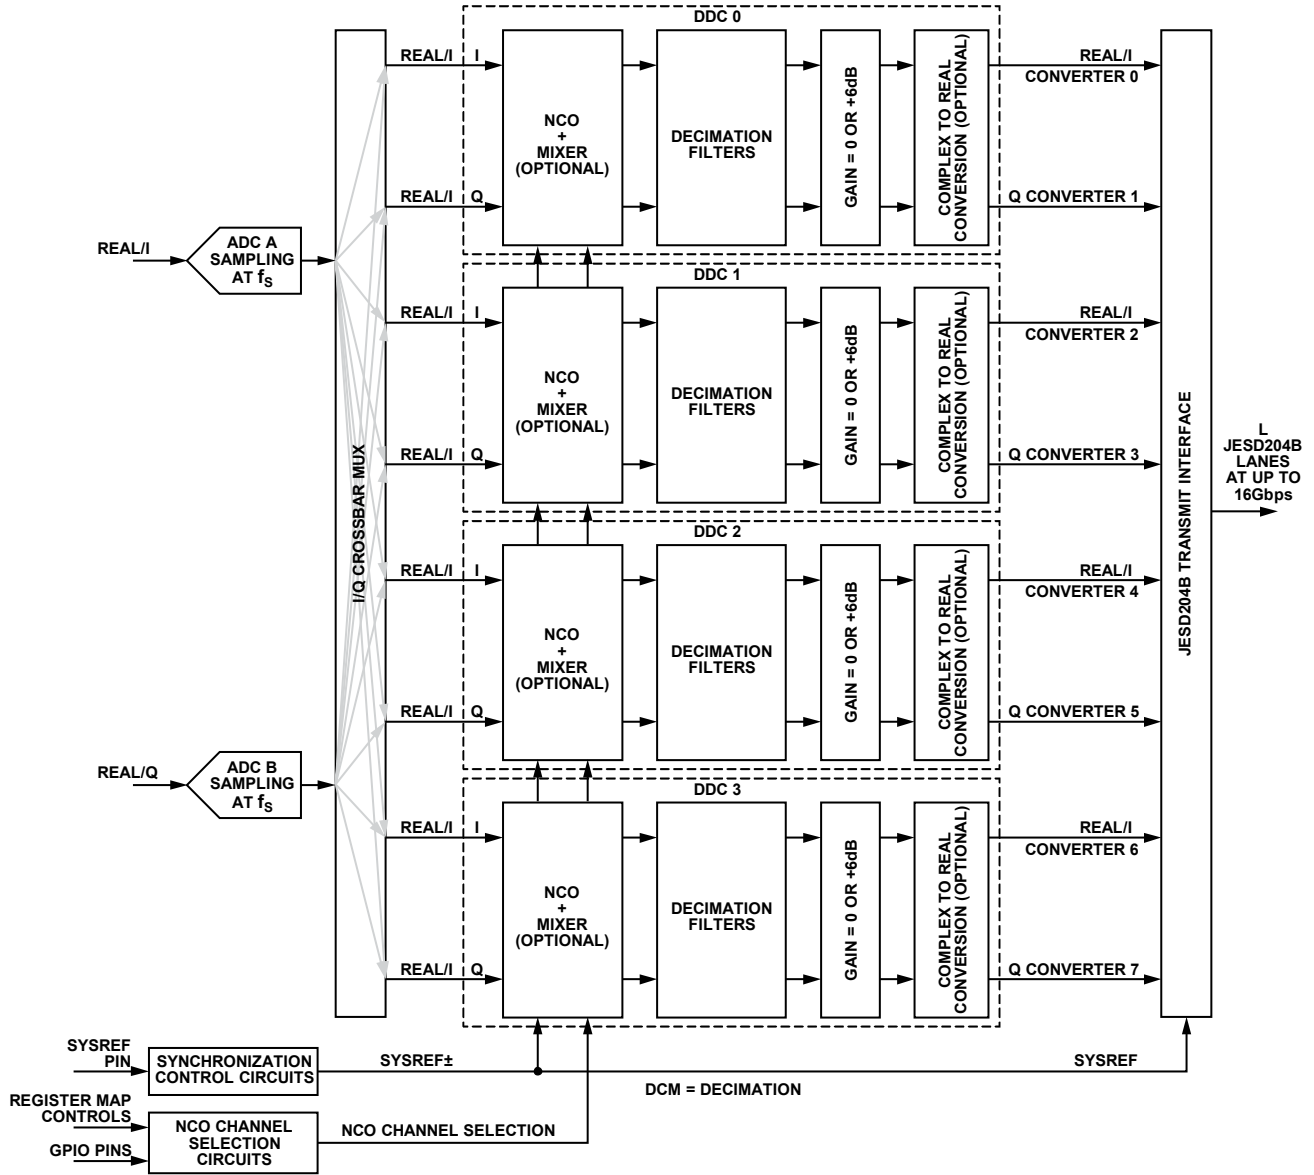 DDC 0
REAL/I
I
REAL/I
Q
NCO
+
MIXER
(OPTIONAL)
DECIMATION
FILTERS
GAIN = 0 OR +6dB
COMPLEX TO REAL
CONVERSION (OPTIONAL)
REAL/I
CONVERTER 0
Q CONVERTER 1
REAL/I
ADC A
SAMPLING
AT fS
DDC 1
REAL/I
I
REAL/I
Q
NCO
+
MIXER
(OPTIONAL)
DECIMATION
FILTERS
GAIN = 0 OR +6dB
COMPLEX TO REAL
CONVERSION (OPTIONAL)
REAL/I
CONVERTER 2
Q CONVERTER 3
I/Q CROSSBAR MUX
JESD204B TRANSMIT INTERFACE
L
JESD204B
LANES
AT UP TO
16Gbps
DDC 2
REAL/I
I
REAL/I
Q
NCO
+
MIXER
(OPTIONAL)
DECIMATION
FILTERS
GAIN = 0 OR +6dB
COMPLEX TO REAL
CONVERSION (OPTIONAL)
REAL/I
CONVERTER 4
Q CONVERTER 5
REAL/Q
ADC B
SAMPLING
AT fS
DDC 3
REAL/I
I
REAL/I
Q
NCO
+
MIXER
(OPTIONAL)
DECIMATION
FILTERS
GAIN = 0 OR +6dB
COMPLEX TO REAL
CONVERSION (OPTIONAL)
REAL/I
CONVERTER 6
Q CONVERTER 7
SYSREF
PIN
SYNCHRONIZATION
CONTROL CIRCUITS
SYSREF±
SYSREF
DCM = DECIMATION
REGISTER MAP
CONTROLS
GPIO PINS
NCO CHANNEL
SELECTION
CIRCUITS
NCO CHANNEL SELECTION